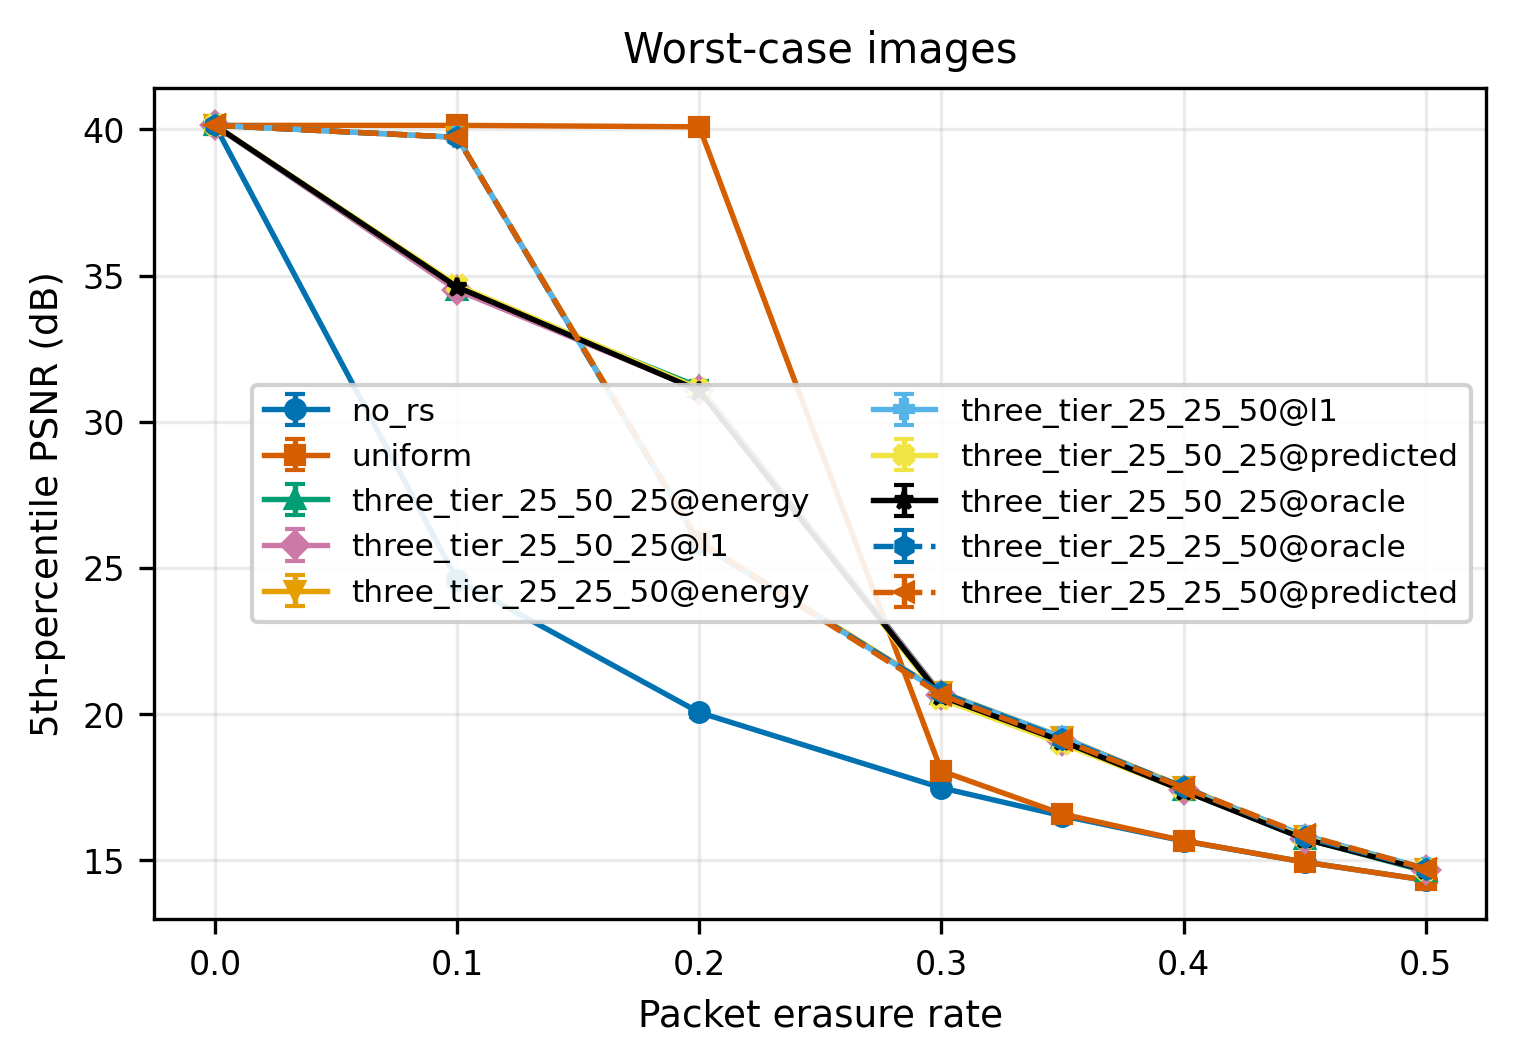 Worst-case images
5th-percentile PSNR (dB)
40
35
30
25
20
15
no_rs
uniform
three_tier_25_50_25@energy
three_tier_25_50_25@l1
three_tier_25_25_50@energy
three_tier_25_25_50@l1
three_tier_25_50_25@predicted
three_tier_25_50_25@oracle
three_tier_25_25_50@oracle
three_tier_25_25_50@predicted
0.0 0.1 0.2 0.3 0.4 0.5
Packet erasure rate